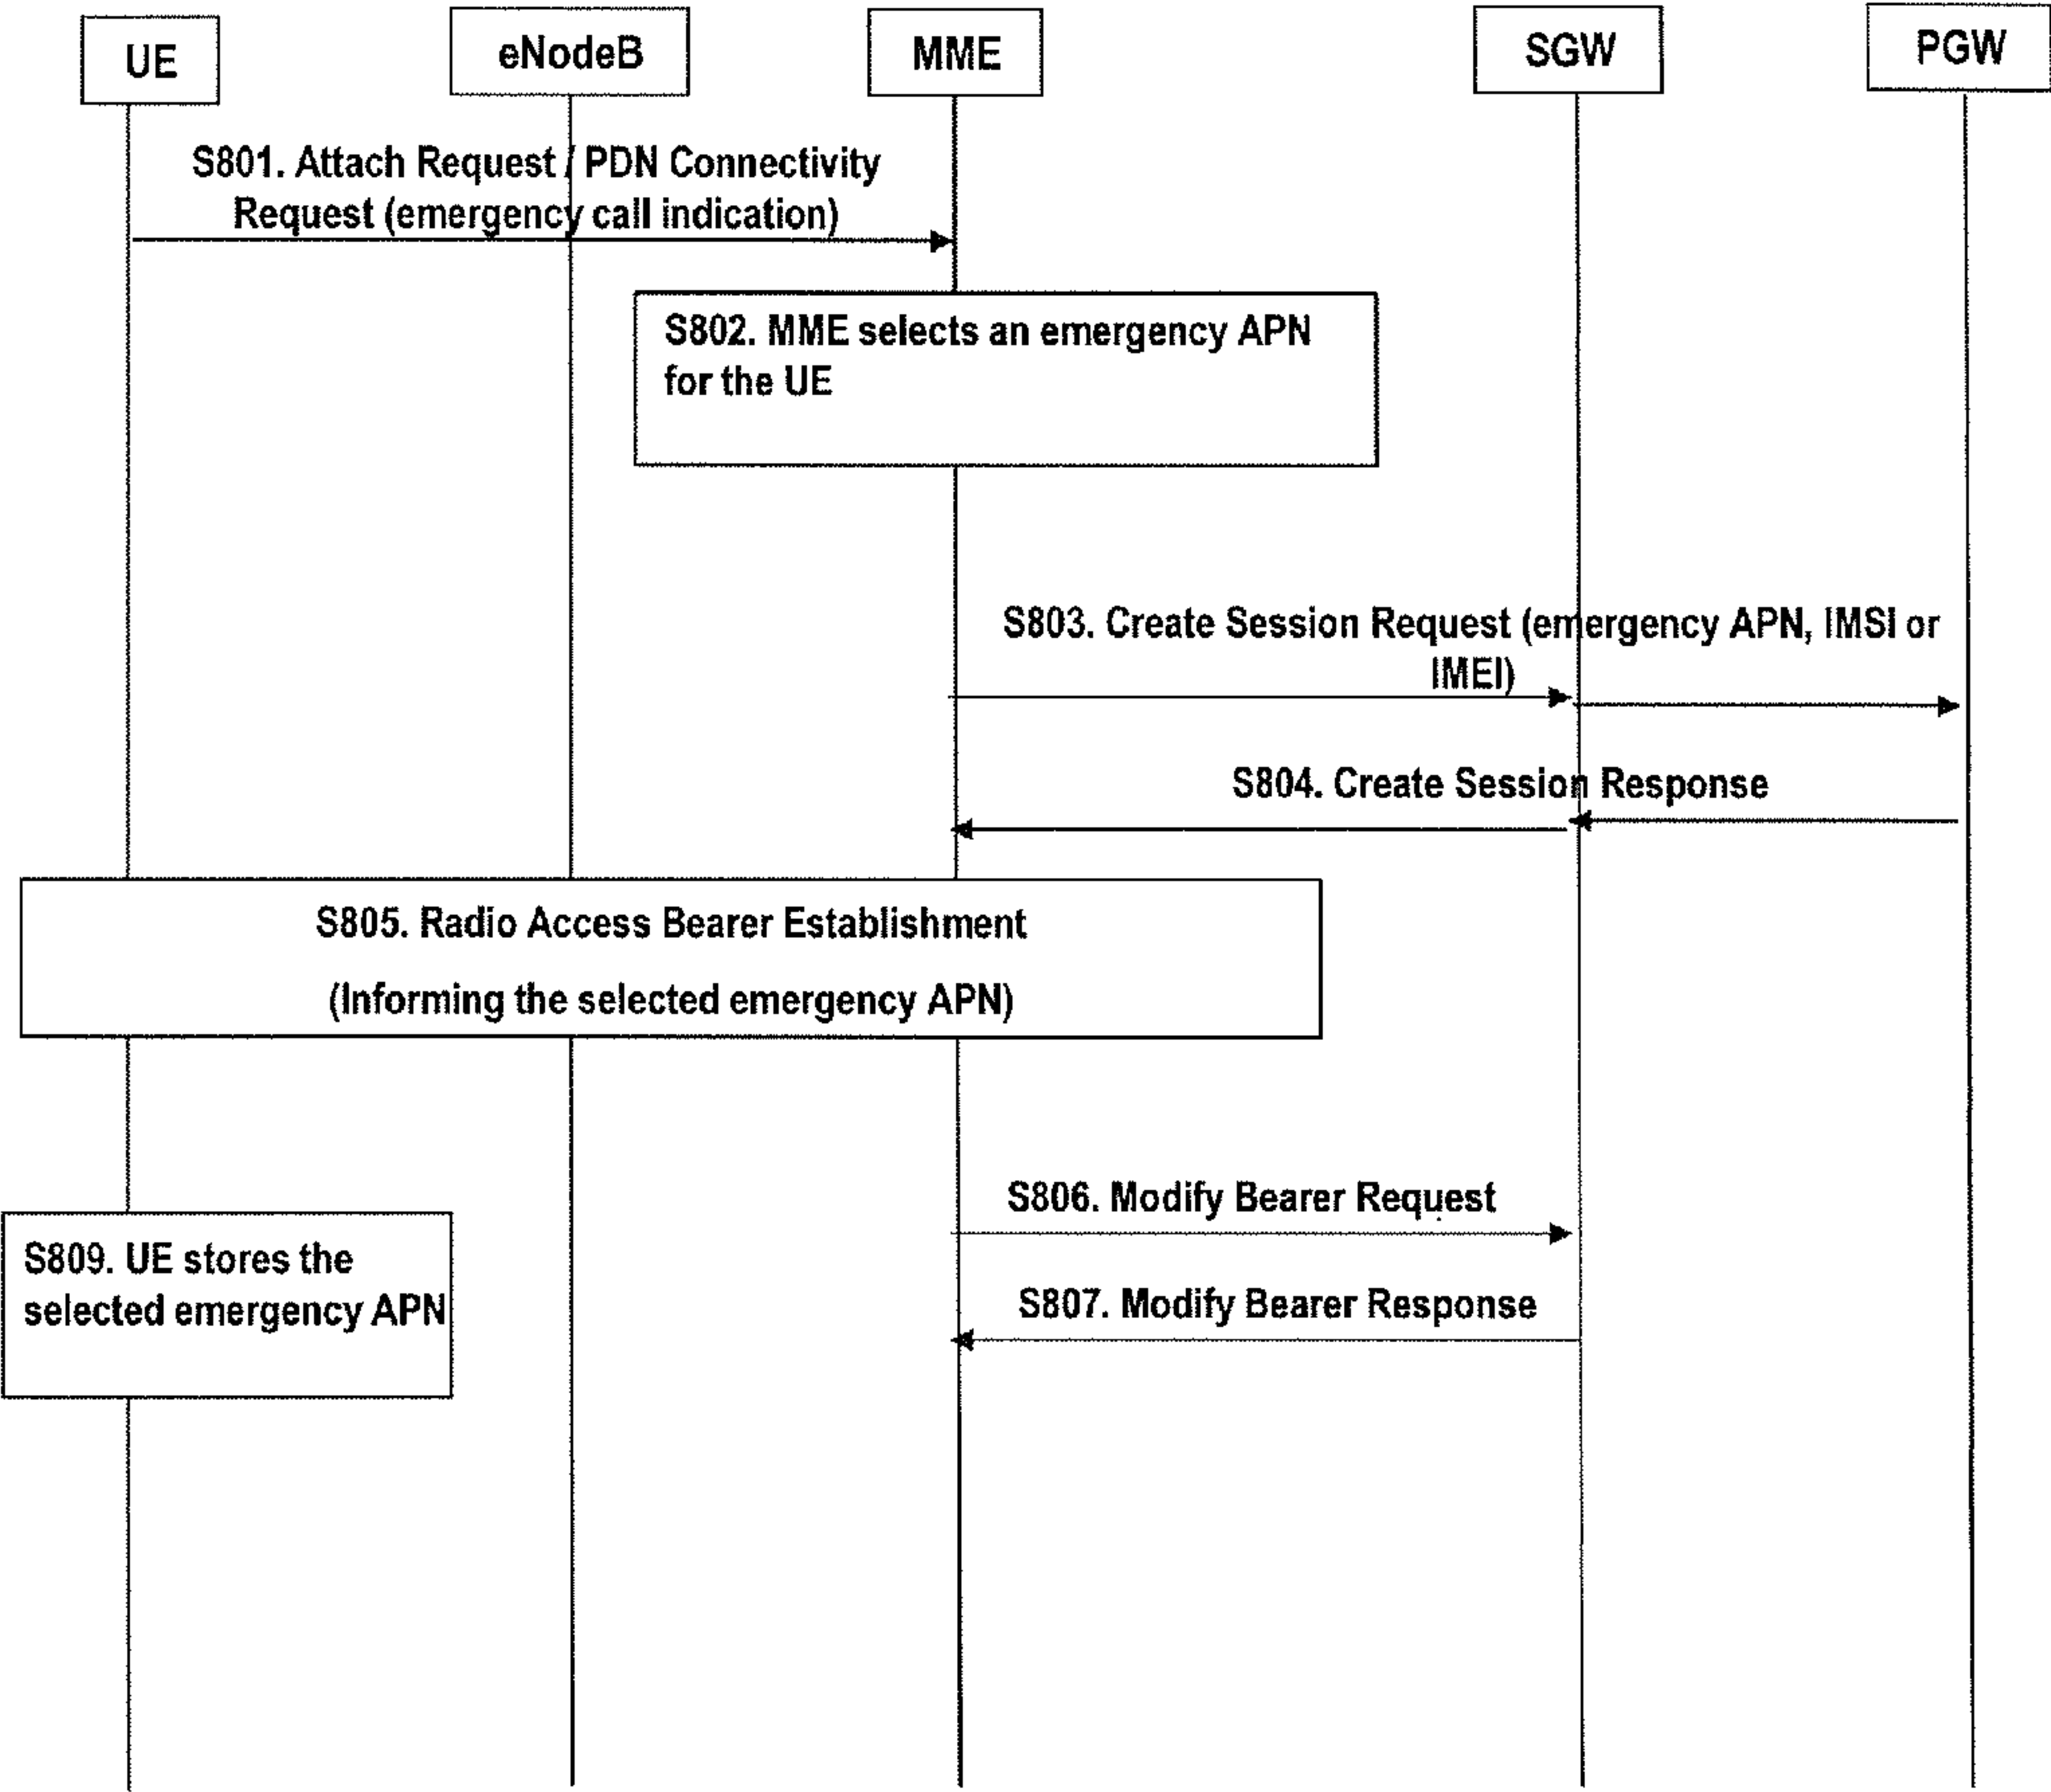 UE
eNodeB
MME
SGW
PGW
S801. Attach Request / PDN Connectivity
Request (emergency call indication)
S802. MME selects an emergency APN
for the UE
S803. Create Session Request (emergency APN, IMSI or
IMEI)
S804. Create Session Response
S805. Radio Access Bearer Establishment
(Informing the selected emergency APN)
S806. Modify Bearer Request
S809. UE stores the
selected emergency APN
S807. Modify Bearer Response